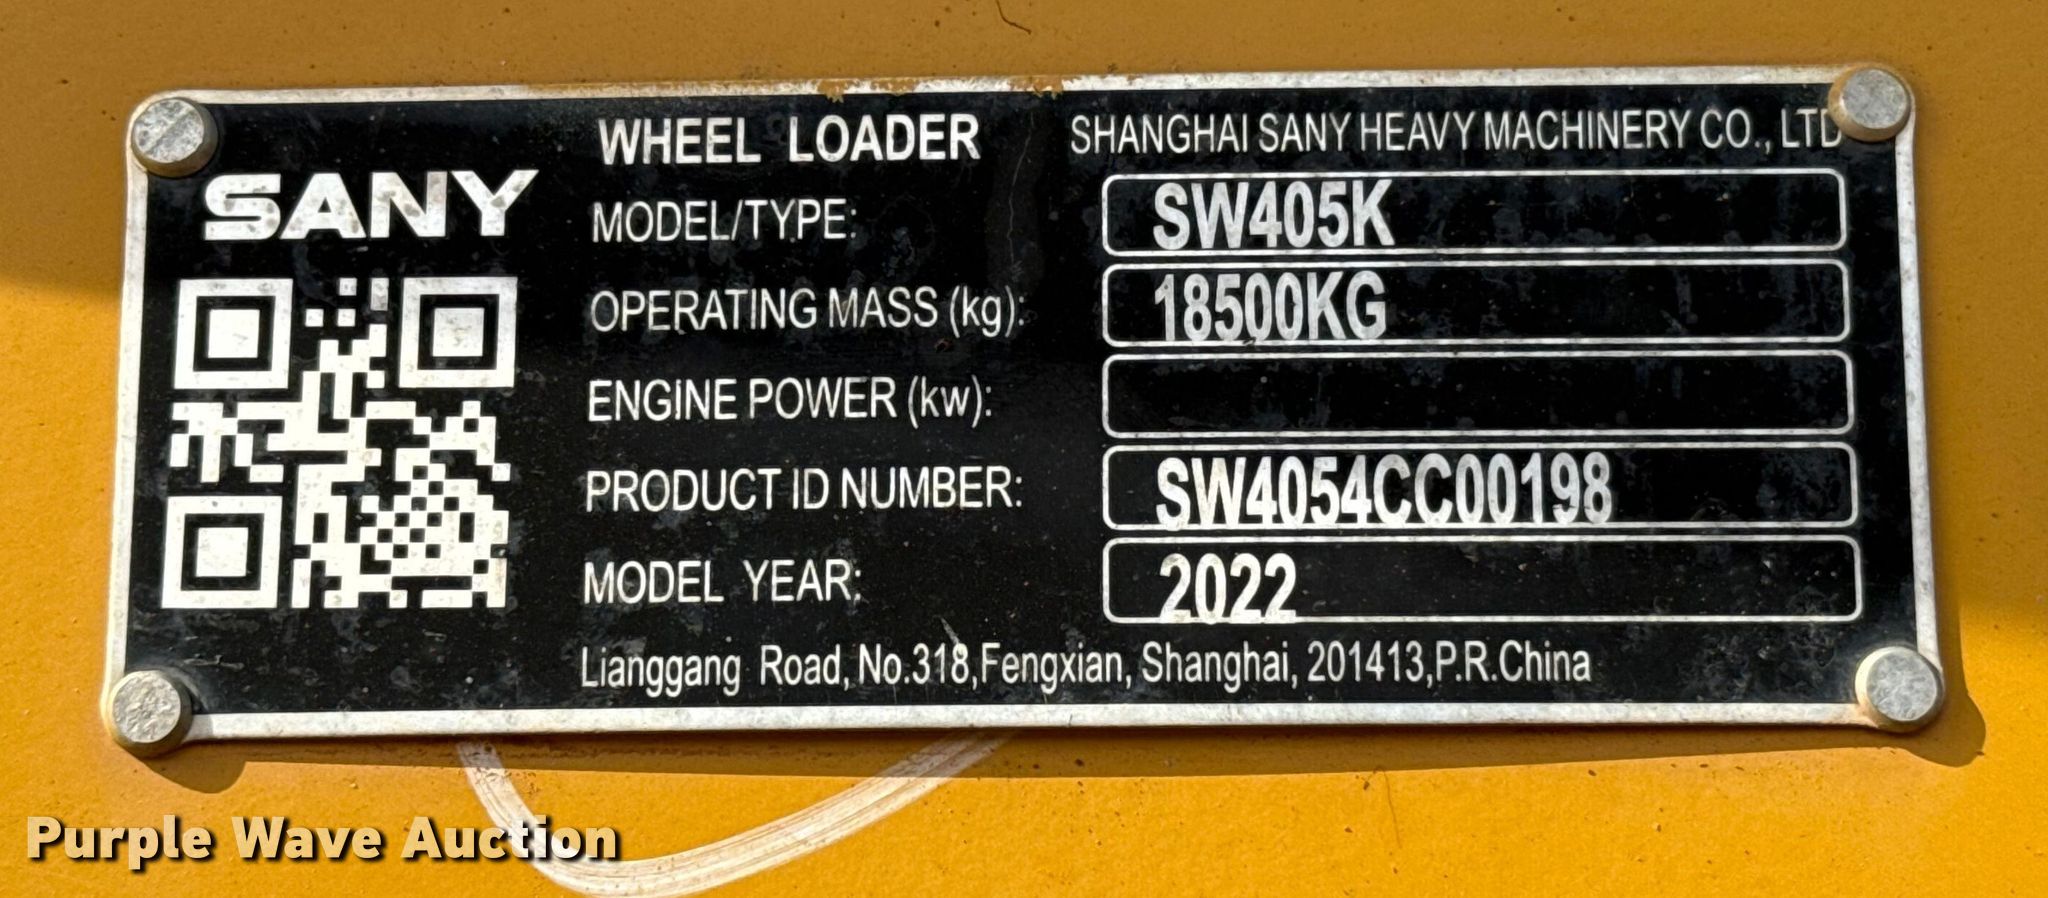 SANY
WHEEL LOADER
SHANGHAI SANY HEAVY MACHINERY CO., LTD
MODEL/TYPE: SW405K
OPERATING MASS (kg): 18500KG
ENGINE POWER (kw):
PRODUCT ID NUMBER: SW4054CC00198
MODEL YEAR: 2022
Lianggang Road, No.318,Fengxian, Shanghai, 201413,P.R.China
Purple Wave Auction